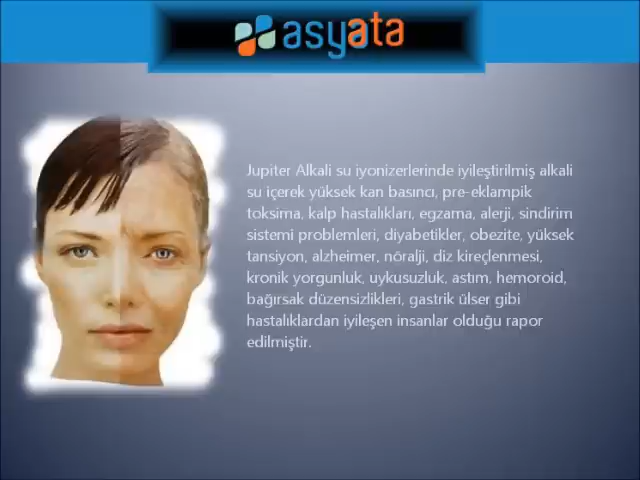 asyata
Jupiter Alkali su iyonizerlerinde iyileştirilmiş alkali
su içerek yüksek kan basıncı, pre-eklampik
toksima, kalp hastalıkları, egzama, alerji, sindirim
sistemi problemleri, diyabetikler, obezite, yüksek
tansiyon, alzheimer, nöralji, diz kireçlenmesi,
kronik yorgunluk, uykusuzluk, astım, hemoroid,
bağırsak düzensizlikleri, gastrik ülser gibi
hastalıklardan iyileşen insanlar olduğu rapor
edilmiştir.